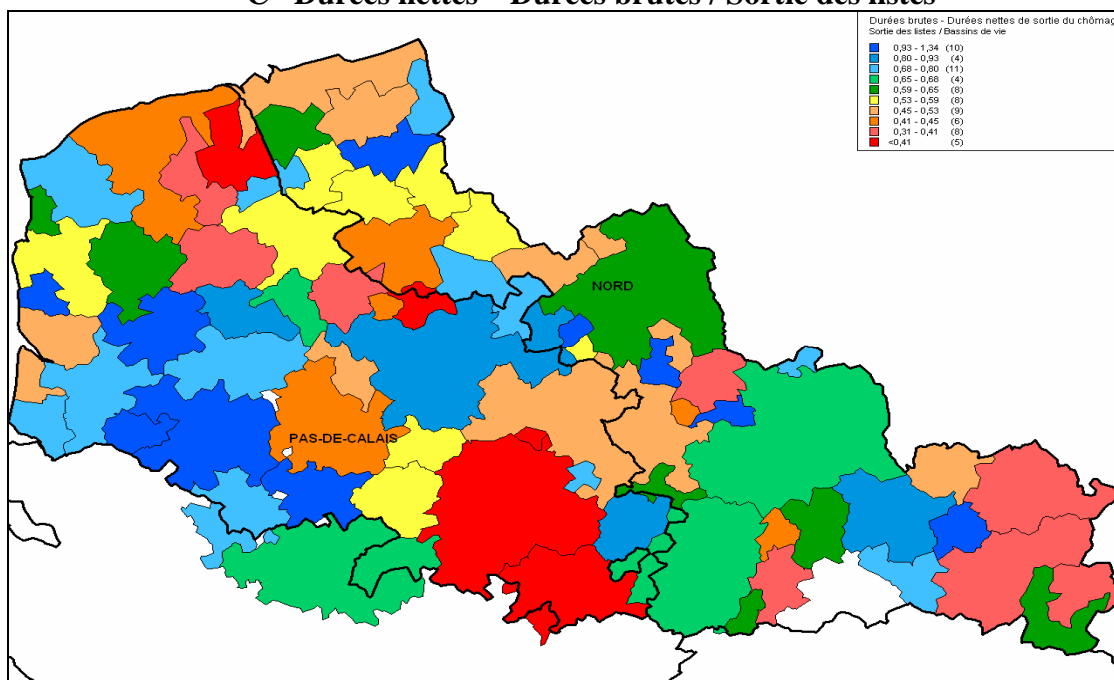 C - Durées nettes – Durées brutes / Sortie des listes
Durées brutes - Durées nettes de sortie du chômag
Sortie des listes / Bassins de vie
0,93 - 1,34 (10)
0,80 - 0,93 (4)
0,68 - 0,80 (11)
0,65 - 0,68 (4)
0,59 - 0,65 (8)
0,53 - 0,59 (8)
0,45 - 0,53 (9)
0,41 - 0,45 (6)
0,31 - 0,41 (8)
<0,41 (5)
NORD
PAS-DE-CALAIS